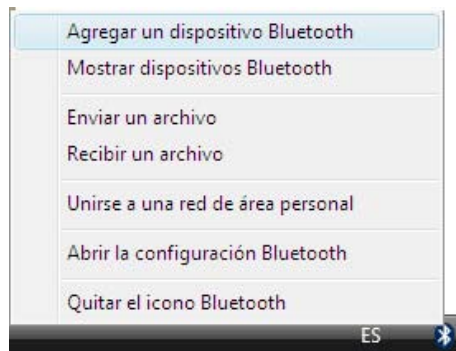 Agregar un dispositivo Bluetooth
Mostrar dispositivos Bluetooth
Enviar un archivo
Recibir un archivo
Unirse a una red de área personal
Abrir la configuración Bluetooth
Quitar el icono Bluetooth
ES